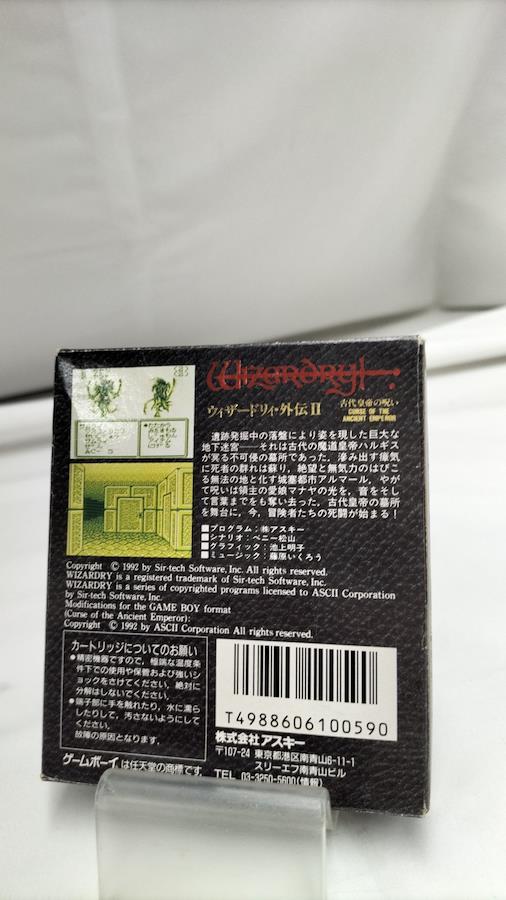 WIZARDRY
ウィザードリィ・外伝 II
古代皇帝の呪い
CURSE OF THE
ANCIENT EMPEROR
遺跡発掘中の落盤により姿を現した巨大な
地下迷宮──それは古代の魔道皇帝ハルギス
が冥る不可侵の墓所であった。滲み出す瘴気
に死者の群れは蘇り、絶望と無気力のはびこ
る無法の地と化す城塞都市アルマール。やが
て呪いは領主の愛娘マナヤの光を、音をそし
て言葉までも奪い去った。古代皇帝の墓所
を舞台に、今、冒険者たちの死闘が始まる!
■プログラム:㈱アスキー
■シナリオ:ベニー松山
■グラフィック:池上明子
■ミュージック:藤原いくろう
Copyright © 1992 by Sir-tech Software, Inc. All rights reserved.
WIZARDRY is a registered trademark of Sir-tech Software, Inc.
WIZARDRY is a series of copyrighted programs licensed to ASCII Corporation
by Sir-tech Software, Inc.
Modifications for the GAME BOY format
(Curse of the Ancient Emperor):
Copyright © 1992 by ASCII Corporation All rights reserved.
カートリッジについてのお願い
●精密機器ですので、極端な温度条
件下での使用や保管および強いシ
ョックをさけてください。絶対に
分解はしないでください。
●端子部に手を触れたり、水に濡ら
したりして、汚さないようにして
ください。
故障の原因となります。
ゲームボーイは任天堂の商標です。
T4988606100590
株式会社アスキー
〒107-24 東京都港区南青山6-11-1
スリーエフ南青山ビル
TEL 03-3250-5600(情報)